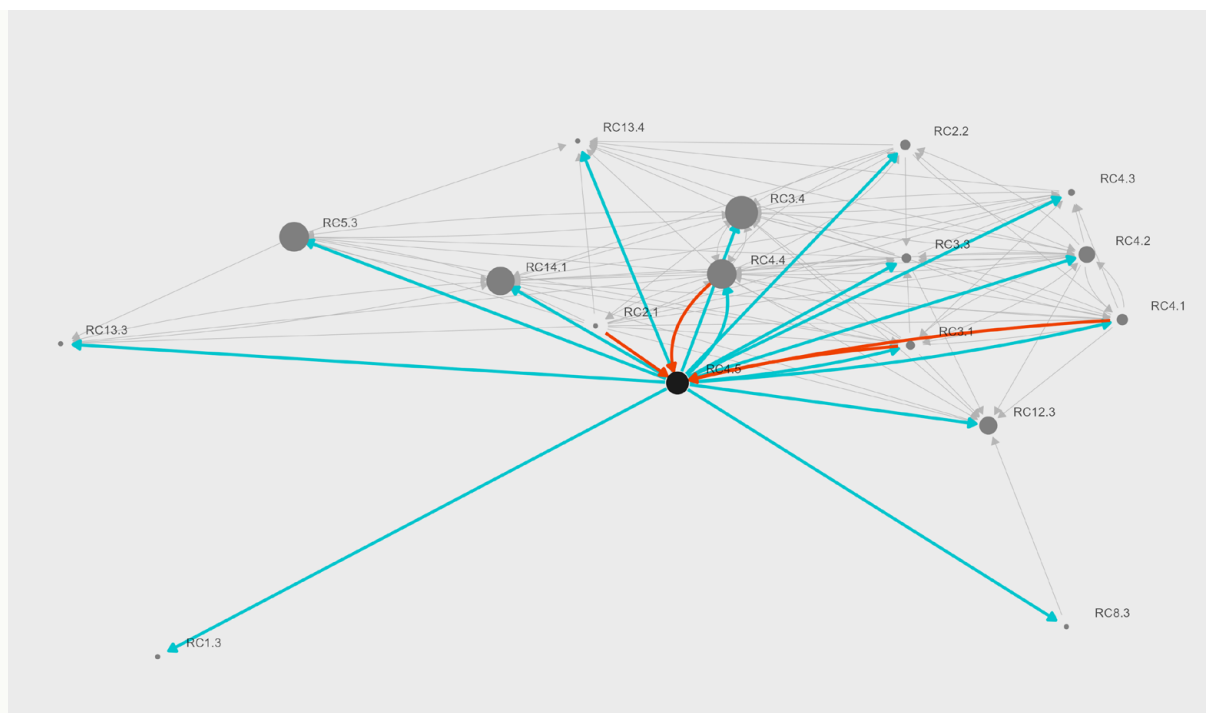 RC13.4
RC2.2
RC4.3
RC3.4
RC5.3
RC4.2
RC3.3
RC4.4
RC14.1
RC4.1
RC2.1
RC13.3
RC3.1
RC4.5
RC12.3
RC8.3
RC1.3